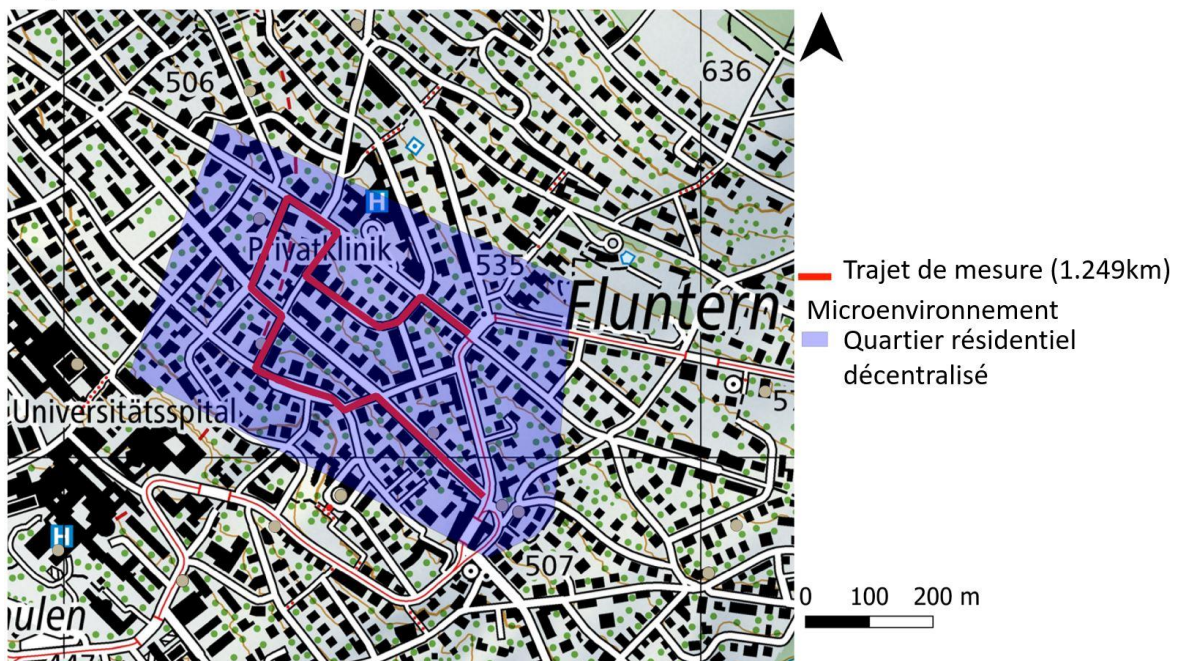 506
636
H
Privatklinik
535
Fluntern
Universitätsspital
H
507
Trajet de mesure (1.249km)
Microenvironnement
Quartier résidentiel
décentralisé
0 100 200 m